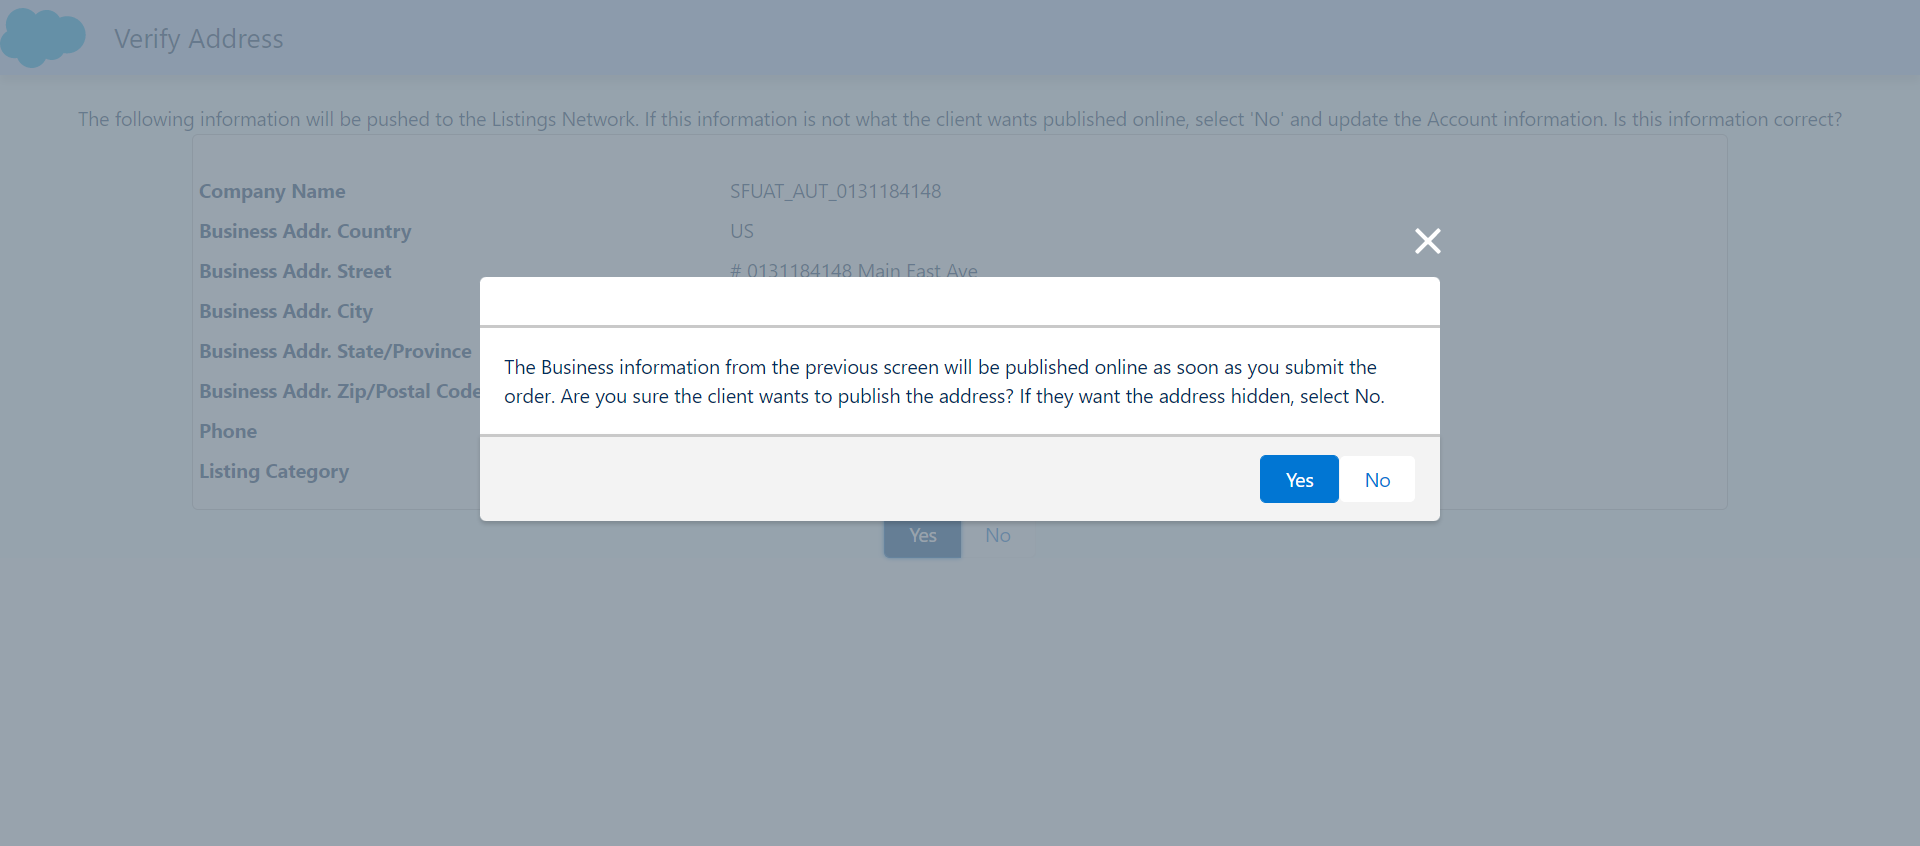 Verify Address
The following information will be pushed to the Listings Network. If this information is not what the client wants published online, select 'No' and update the Account information. Is this information correct?
Company Name SFUAT_AUT_0131184148
Business Addr. Country US
Business Addr. Street # 0131184148 Main East Ave
Business Addr. City
Business Addr. State/Province
Business Addr. Zip/Postal Code
Phone
Listing Category
The Business information from the previous screen will be published online as soon as you submit the
order. Are you sure the client wants to publish the address? If they want the address hidden, select No.
Yes No
Yes No